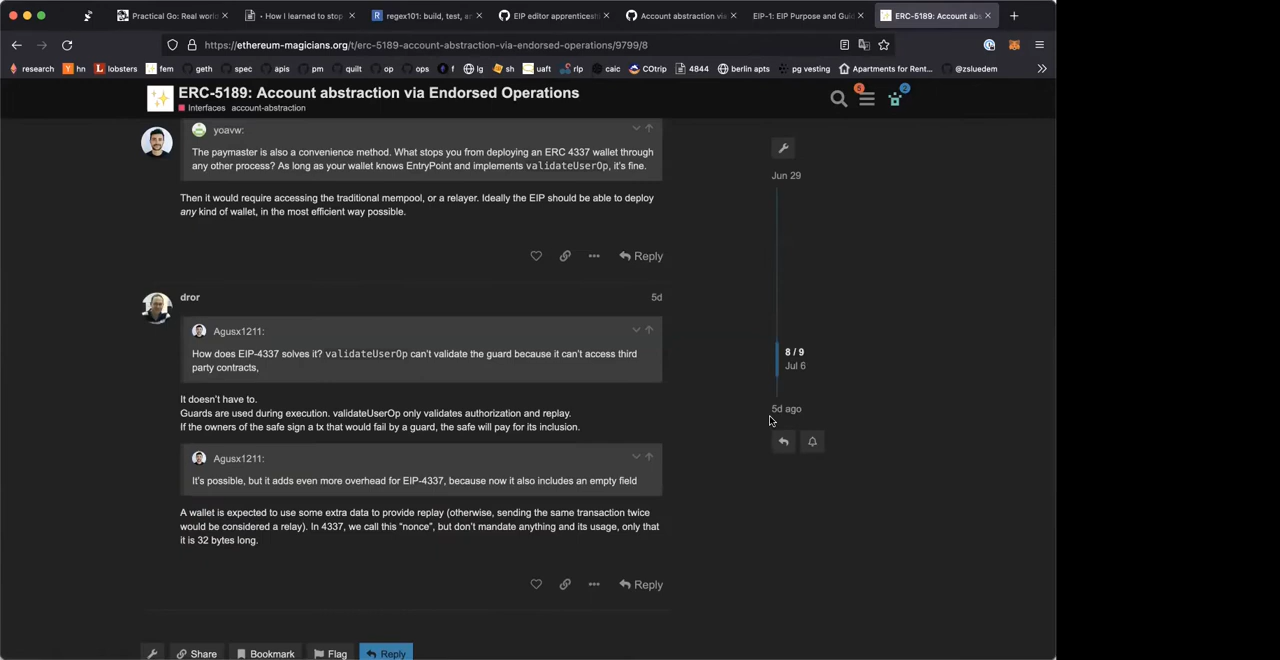 Practical Go: Real worl
· How I learned to stop
regex101: build, test, a
EIP editor apprenticesh
Account abstraction via
EIP-1: EIP Purpose and Gui
ERC-5189: Account abs
https://ethereum-magicians.org/t/erc-5189-account-abstraction-via-endorsed-operations/9799/8
research hn lobsters fem geth spec apis pm quilt op ops f lg sh uaft rlp caic COtrip 4844 berlin apts pg vesting Apartments for Rent... @zsluedem
ERC-5189: Account abstraction via Endorsed Operations
Interfaces account-abstraction
5
2
yoavw:
The paymaster is also a convenience method. What stops you from deploying an ERC 4337 wallet through
any other process? As long as your wallet knows EntryPoint and implements validateUserOp, it's fine.
Then it would require accessing the traditional mempool, or a relayer. Ideally the EIP should be able to deploy
any kind of wallet, in the most efficient way possible.
Reply
dror
5d
Agusx1211:
How does EIP-4337 solves it? validateUserOp can't validate the guard because it can't access third
party contracts,
It doesn't have to.
Guards are used during execution. validateUserOp only validates authorization and replay.
If the owners of the safe sign a tx that would fail by a guard, the safe will pay for its inclusion.
Agusx1211:
It's possible, but it adds even more overhead for EIP-4337, because now it also includes an empty field
A wallet is expected to use some extra data to provide replay (otherwise, sending the same transaction twice
would be considered a relay). In 4337, we call this "nonce", but don't mandate anything and its usage, only that
it is 32 bytes long.
Reply
Share Bookmark Flag Reply
Jun 29
8 / 9
Jul 6
5d ago